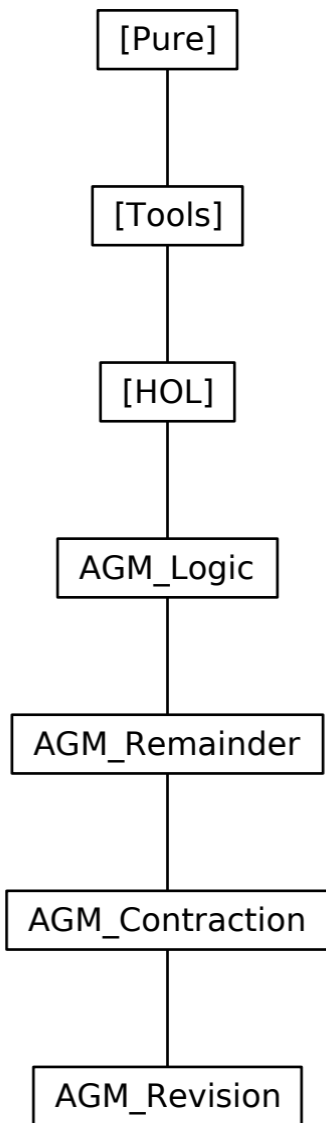 [Pure]
[Tools]
[HOL]
AGM_Logic
AGM_Remainder
AGM_Contraction
AGM_Revision